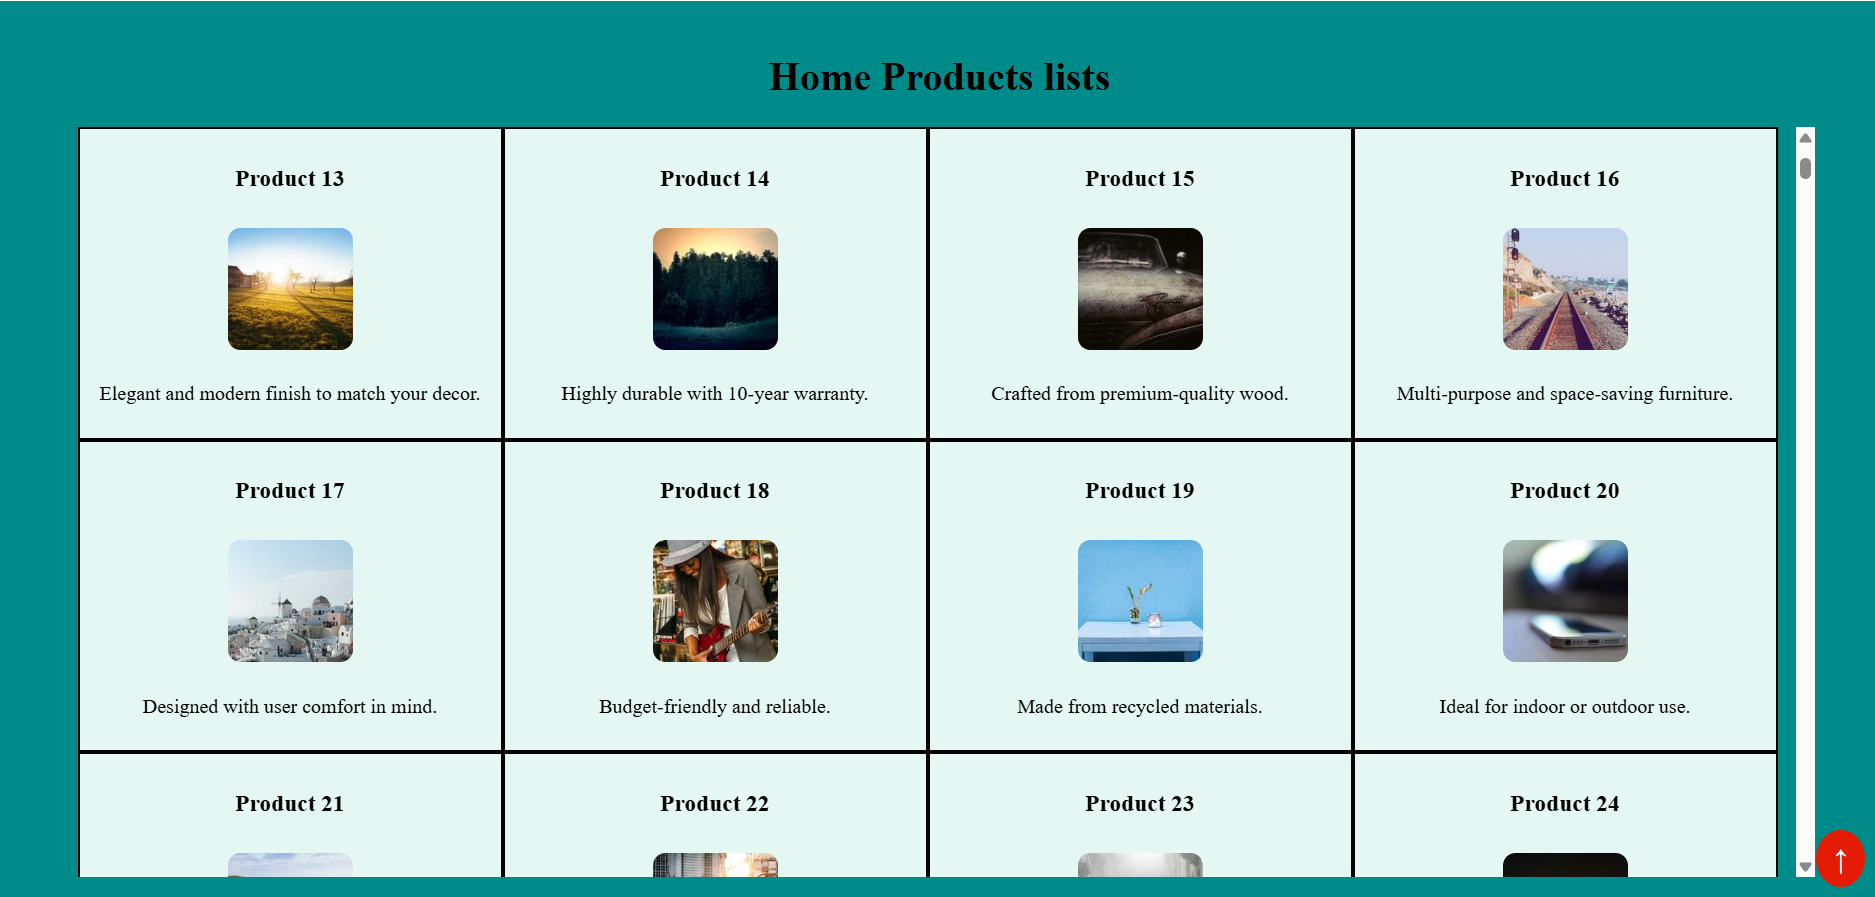 Home Products lists
Product 13
Product 14
Product 15
Product 16
Elegant and modern finish to match your decor.
Highly durable with 10-year warranty.
Crafted from premium-quality wood.
Multi-purpose and space-saving furniture.
Product 17
Product 18
Product 19
Product 20
Designed with user comfort in mind.
Budget-friendly and reliable.
Made from recycled materials.
Ideal for indoor or outdoor use.
Product 21
Product 22
Product 23
Product 24
↑